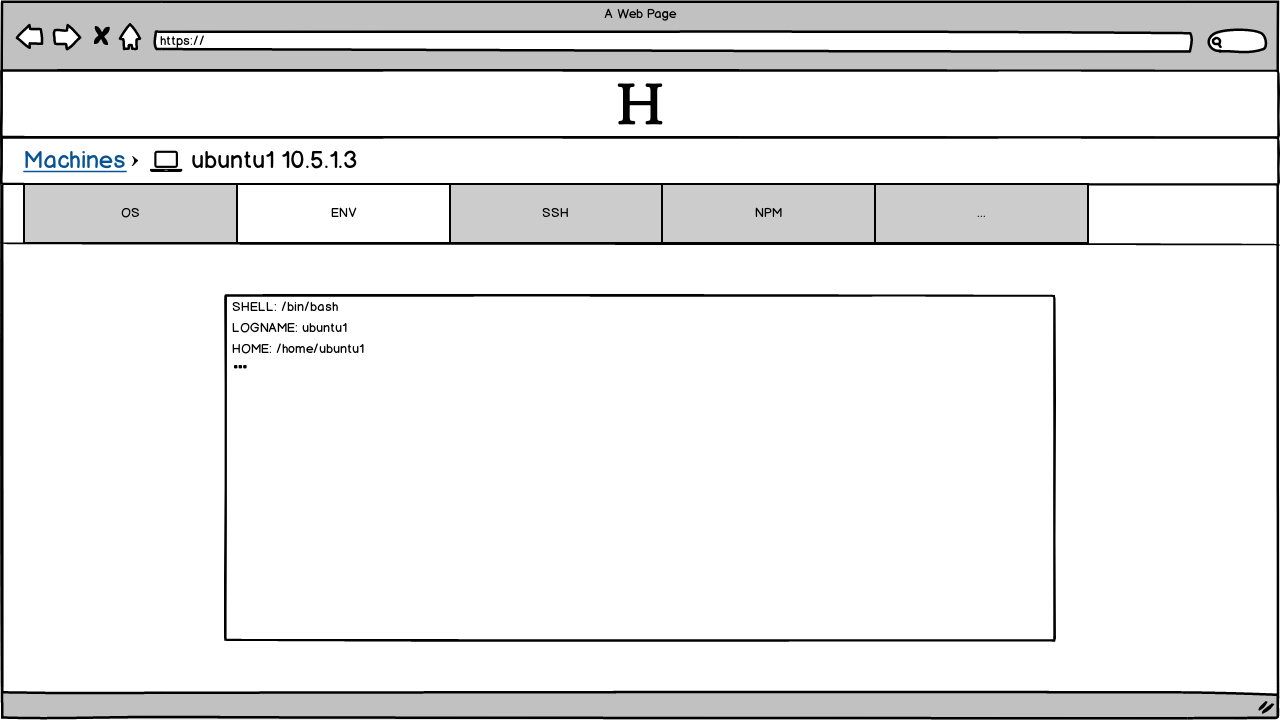 A Web Page
https://
H
Machines › ubuntu1 10.5.1.3
OS ENV SSH NPM ...
SHELL: /bin/bash
LOGNAME: ubuntu1
HOME: /home/ubuntu1
...